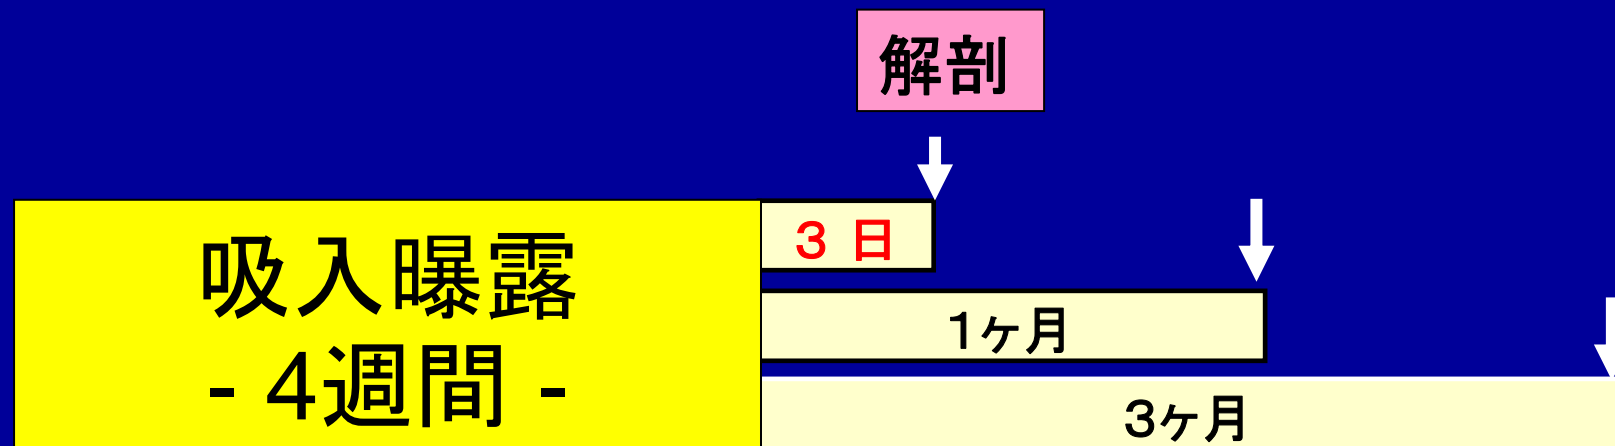 解剖
３ 日
吸入曝露
- 4週間 -
１ヶ月
３ヶ月